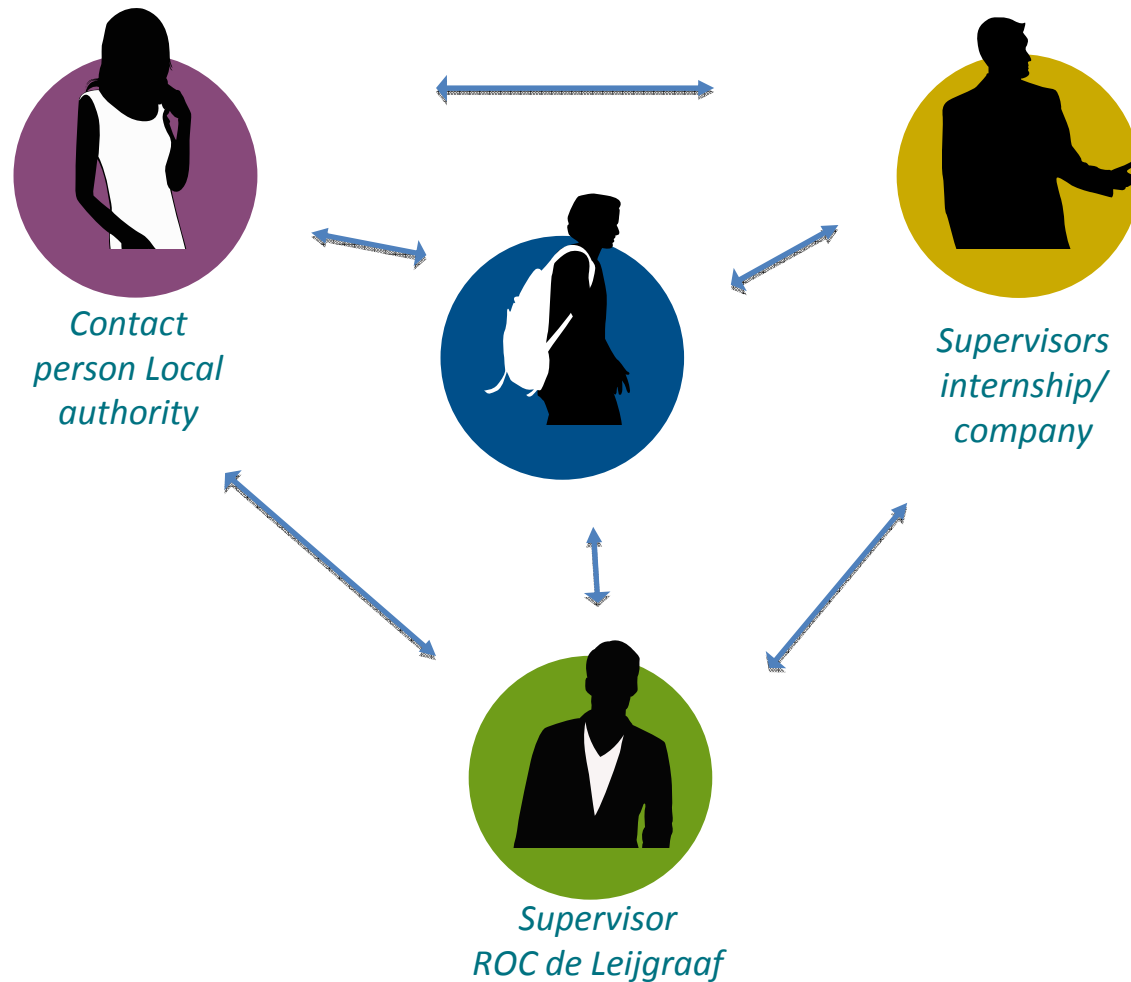 Contact
person Local
authority
Supervisors
internship/
company
Supervisor
ROC de Leijgraaf